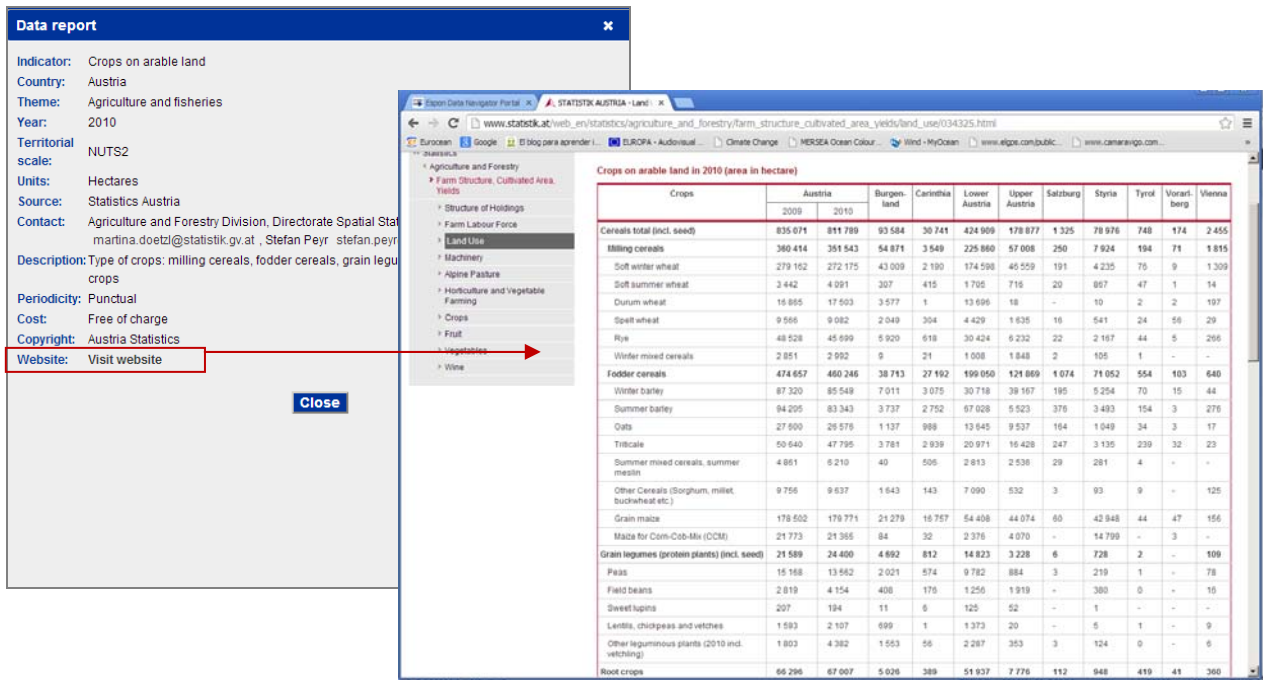 Data report
Indicator: Crops on arable land
Country: Austria
Theme: Agriculture and fisheries
Year: 2010
Territorial scale: NUTS2
Units: Hectares
Source: Statistics Austria
Contact: Agriculture and Forestry Division, Directorate Spatial Stat
martina.doetzl@statistik.gv.at , Stefan Peyr stefan.peyr
Description: Type of crops: milling cereals, fodder cereals, grain legu
crops
Periodicity: Punctual
Cost: Free of charge
Copyright: Austria Statistics
Website: Visit website
Close
Espon Data Navigator Portal STATISTIK AUSTRIA - Land
www.statistik.at/web_en/statistics/agriculture_and_forestry/farm_structure_cultivated_area_yields/land_use/034325.html
Eurocean Google El blog para aprender i... EUROPA - Audiovisual ... Climate Change MERSEA Ocean Colour... Wind - MyOcean www.eigpe.com/public... www.camaravigo.com...
Statistics
Agriculture and Forestry
Farm Structure, Cultivated Area,
Yields
Structure of Holdings
Farm Labour Force
Land Use
Machinery
Alpine Pasture
Horticulture and Vegetable
Farming
Crops
Fruit
Vegetables
Wine
Crops on arable land in 2010 (area in hectare)
Crops Austria Burgen-land Carinthia Lower Austria Upper Austria Salzburg Styria Tyrol Vorarl-berg Vienna
2009 2010
Cereals total (incl. seed) 835 071 811 789 93 584 30 741 424 909 178 877 1 325 78 976 748 174 2 455
Milling cereals 360 414 351 543 54 871 3 549 225 860 57 008 250 7 924 194 71 1 815
Soft winter wheat 279 162 272 175 43 009 2 190 174 598 46 559 191 4 235 76 9 1 309
Soft summer wheat 3 442 4 091 307 415 1 705 716 20 867 47 1 14
Durum wheat 16 865 17 503 3 577 1 13 696 18 - 10 2 2 197
Spelt wheat 9 566 9 082 2 049 304 4 429 1 635 16 541 24 56 29
Rye 48 528 45 699 5 920 618 30 424 6 232 22 2 167 44 5 266
Winter mixed cereals 2 851 2 992 9 21 1 008 1 848 2 105 1 - -
Fodder cereals 474 657 460 246 38 713 27 192 199 050 121 869 1 074 71 052 554 103 640
Winter barley 87 320 85 549 7 011 3 075 30 718 39 167 195 5 254 70 15 44
Summer barley 94 205 83 343 3 737 2 752 67 028 5 523 376 3 493 154 3 276
Oats 27 600 26 576 1 137 988 13 645 9 537 164 1 049 34 3 17
Triticale 50 640 47 795 3 781 2 939 20 971 16 428 247 3 135 239 32 23
Summer mixed cereals, summer
meslin 4 861 6 210 40 506 2 813 2 536 29 281 4 - -
Other Cereals (Sorghum, millet,
buckwheat etc.) 9 756 9 637 1 643 143 7 090 532 3 93 9 - 125
Grain maize 178 502 179 771 21 279 16 757 54 408 44 074 60 42 948 44 47 156
Maize for Corn-Cob-Mix (CCM) 21 773 21 365 84 32 2 376 4 070 - 14 799 - 3 -
Grain legumes (protein plants) (incl. seed) 21 589 24 400 4 692 812 14 823 3 228 6 728 2 - 109
Peas 15 168 13 562 2 021 574 9 782 884 3 219 1 - 78
Field beans 2 819 4 154 408 176 1 256 1 919 - 380 0 - 16
Sweet lupins 207 194 11 6 125 52 - 1 - - -
Lentils, chickpeas and vetches 1 593 2 107 699 1 1 373 20 - 5 1 - 9
Other leguminous plants (2010 incl.
vetchling) 1 803 4 382 1 553 56 2 287 353 3 124 0 - 6
Root crops 66 296 67 007 5 026 389 51 937 7 776 112 948 419 41 360